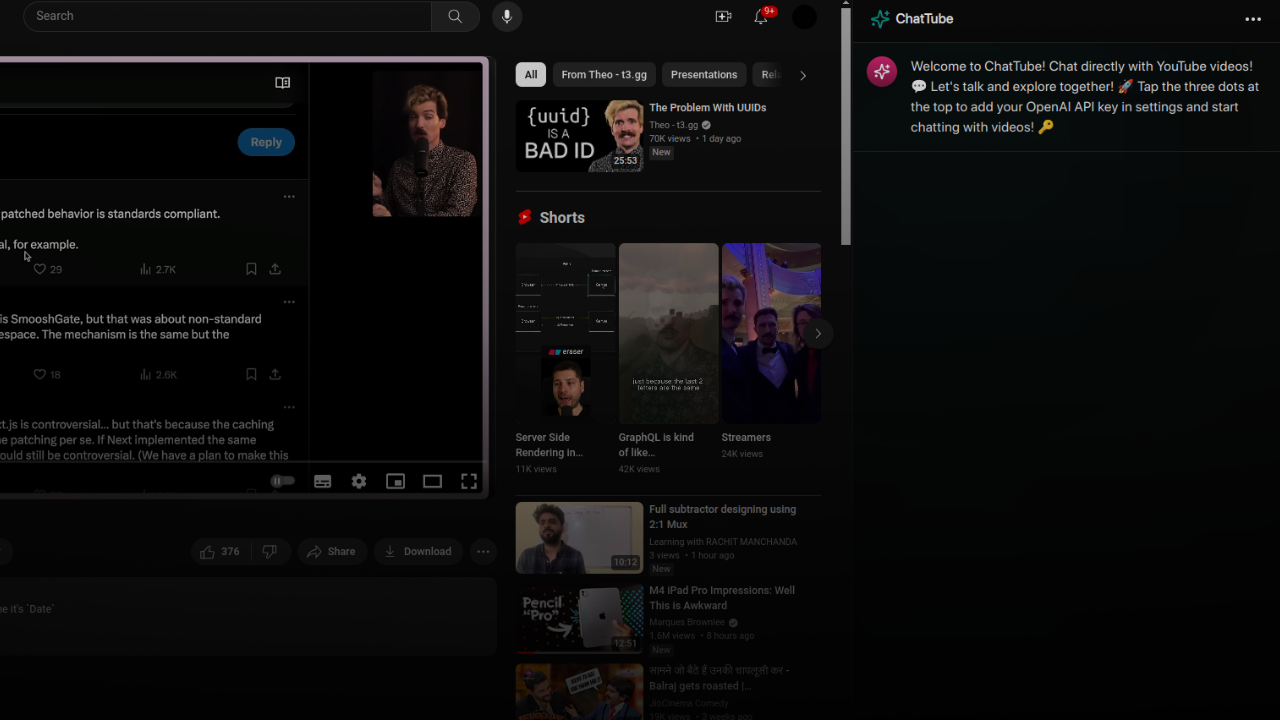 Search
9+
Reply
patched behavior is standards compliant.
al, for example.
29
2.7K
is SmooshGate, but that was about non-standard
espace. The mechanism is the same but the
18
2.6K
xt.js is controversial... but that's because the caching
e patching per se. If Next implemented the same
ould still be controversial. (We have a plan to make this
376
Share
Download
ne it's `Date`
All
From Theo - t3.gg
Presentations
Rel
{uuid}
IS A
BAD ID
25:53
The Problem With UUIDs
Theo - t3.gg
70K views • 1 day ago
New
Shorts
eraser
just because the last 2
letters are the same
Server Side
Rendering in...
11K views
GraphQL is kind
of like...
42K views
Streamers
24K views
10:12
Full subtractor designing using
2:1 Mux
Learning with RACHIT MANCHANDA
3 views • 1 hour ago
New
Pencil
"Pro"
12:51
M4 iPad Pro Impressions: Well
This is Awkward
Marques Brownlee
1.6M views • 8 hours ago
New
सामने जो बैठे हैं उनकी चापलूसी कर -
Balraj gets roasted |...
JioCinema Comedy
18K views • 3 weeks ago
ChatTube
Welcome to ChatTube! Chat directly with YouTube videos!
💬 Let's talk and explore together! 🚀 Tap the three dots at
the top to add your OpenAI API key in settings and start
chatting with videos! 🔑